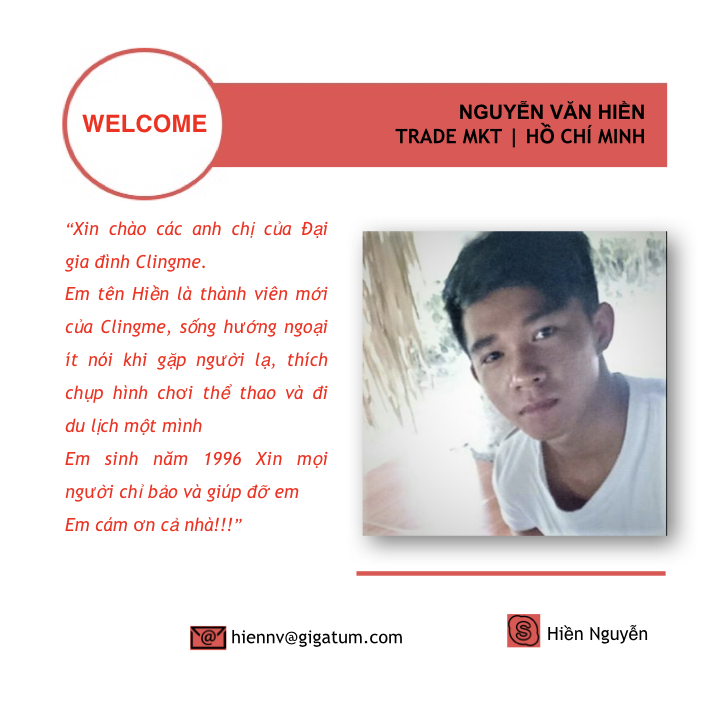 WELCOME
NGUYỄN VĂN HIỀN
TRADE MKT | HỒ CHÍ MINH
“Xin chào các anh chị của Đại
gia đình Clingme.
Em tên Hiền là thành viên mới
của Clingme, sống hướng ngoại
ít nói khi gặp người lạ, thích
chụp hình chơi thể thao và đi
du lịch một mình
Em sinh năm 1996 Xin mọi
người chỉ bảo và giúp đỡ em
Em cám ơn cả nhà!!!”
hiennv@gigatum.com
Hiền Nguyễn